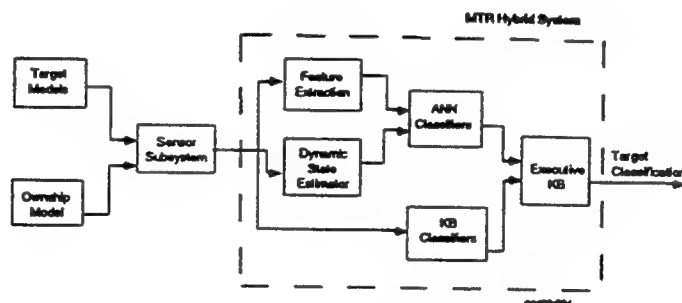 MTR Hybrid System
Target
Models
Ownship
Model
Sensor
Subsystem
Feature
Extraction
Dynamic
State
Estimator
ANN
Classifiers
KB
Classifiers
Executive
KB
Target
Classification